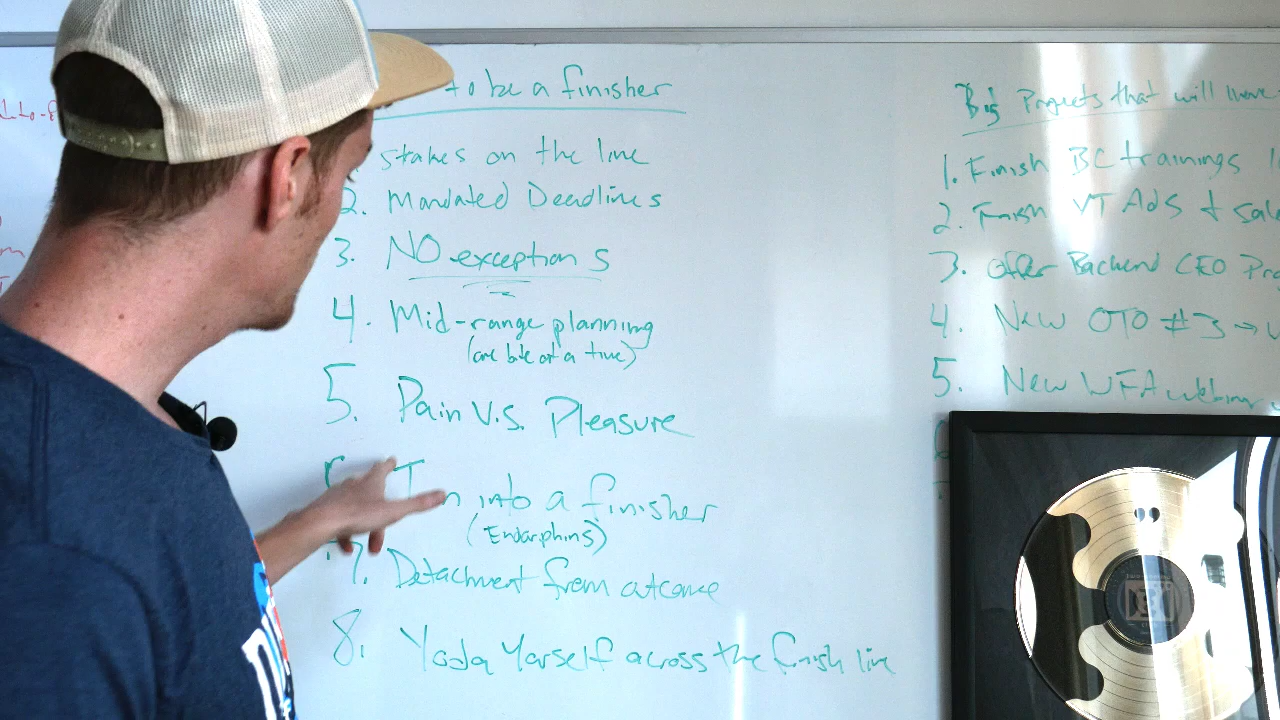 to be a finisher
stakes on the line
2. Mandated Deadlines
3. NO exceptions
4. Mid-range planning
(one bite at a time)
5. Pain V.S. Pleasure
into a finisher
(Endorphins)
7. Detachment from outcome
8. Yoda Yorself across the finish line
Big Projects that will
1. Finish BC trainings
2. Finish VT Ads &
3. offer Backend CEO
4. New OTO #3 →
5. New WFA webinar